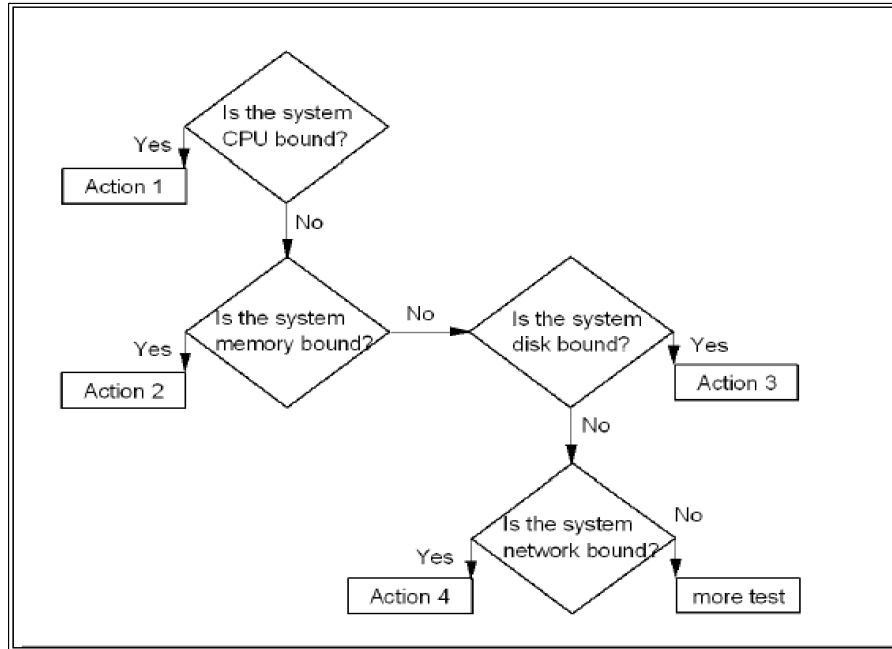 Is the system
CPU bound?
Yes
Action 1
No
Is the system
memory bound?
Yes
Action 2
No
Is the system
disk bound?
Yes
Action 3
No
Is the system
network bound?
Yes
Action 4
No
more test